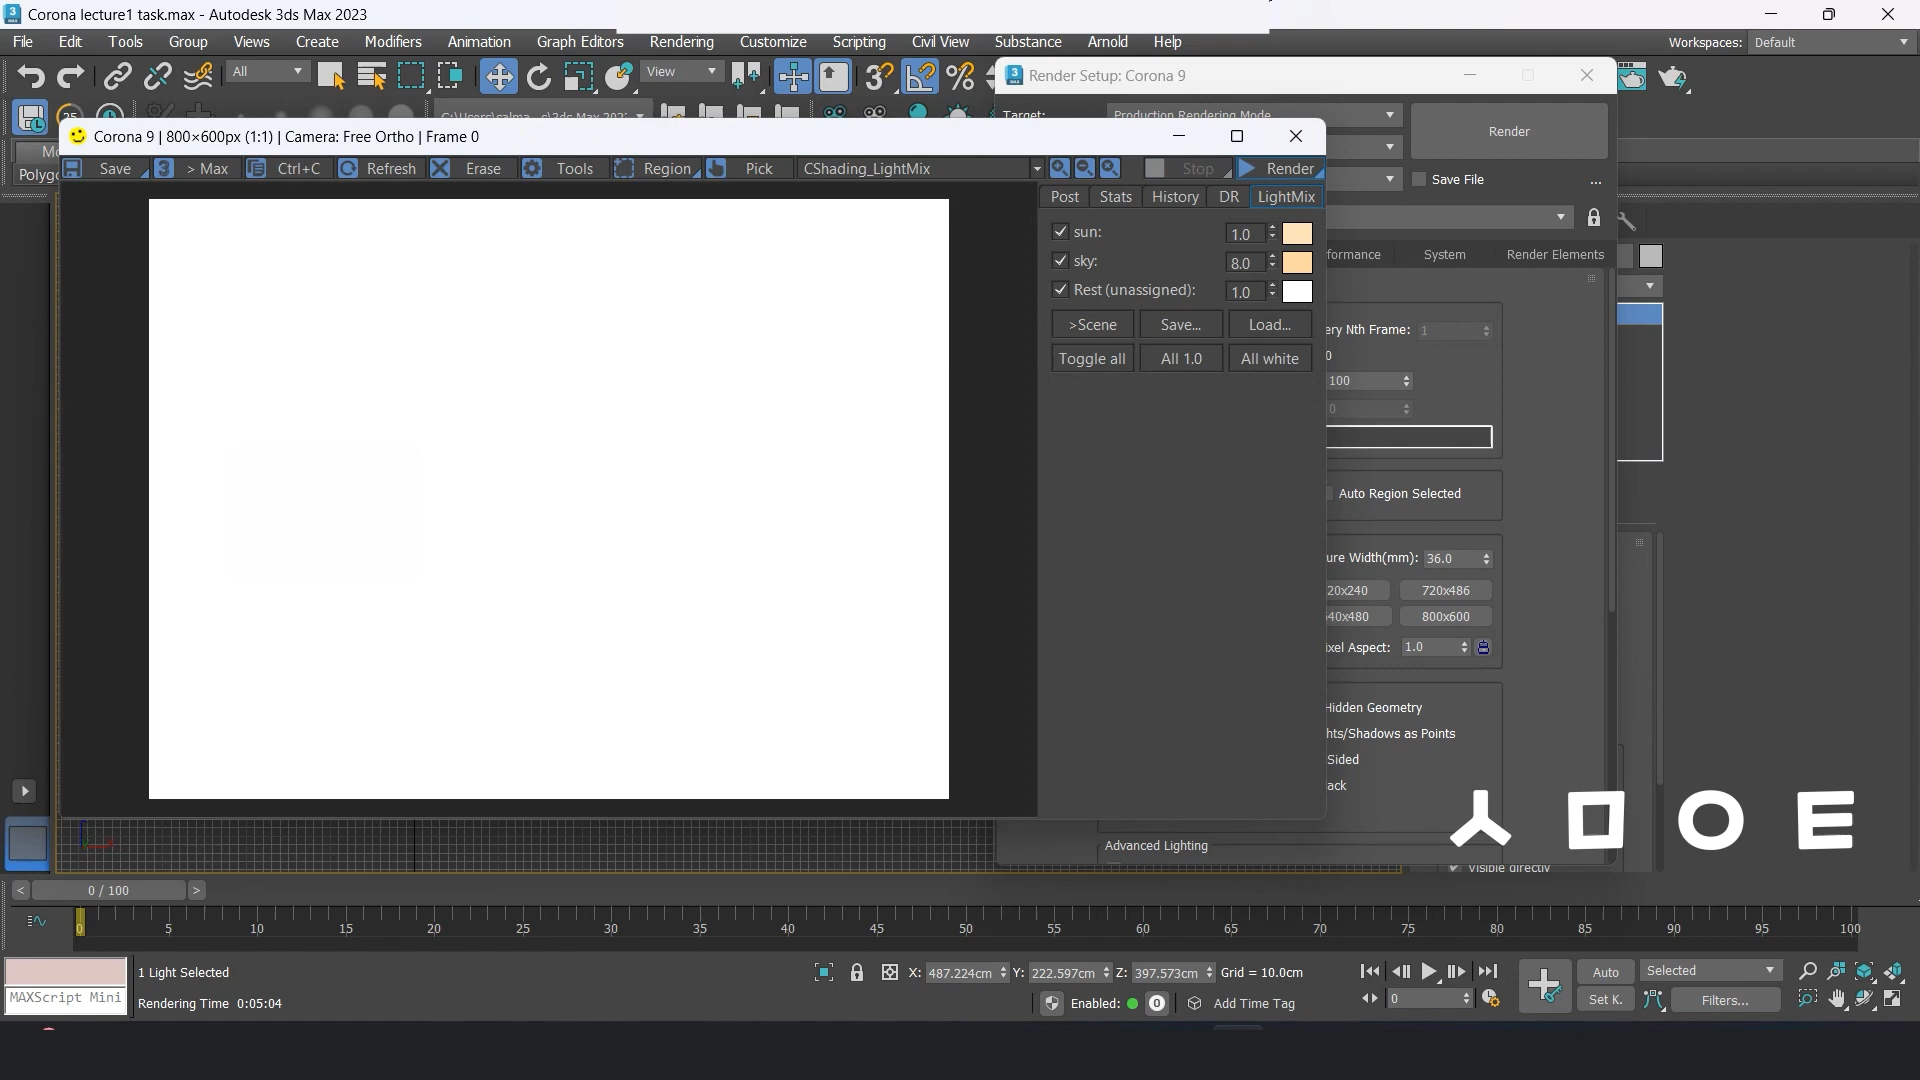 Corona lecture1 task.max - Autodesk 3ds Max 2023
File Edit Tools Group Views Create Modifiers Animation Graph Editors Rendering Customize Scripting Civil View Substance Arnold Help Workspaces: Default
All View
Render Setup: Corona 9
Target: Production Rendering Mode
Render
Corona 9 | 800×600px (1:1) | Camera: Free Ortho | Frame 0
Save > Max Ctrl+C Refresh Erase Tools Region Pick CShading_LightMix Stop Render
Save File ...
Post Stats History DR LightMix
sun: 1.0
sky: 8.0
Rest (unassigned): 1.0
>Scene Save... Load...
Toggle all All 1.0 All white
System Render Elements
ery Nth Frame: 1
100
0
Auto Region Selected
ure Width(mm): 36.0
20x240 720x486
40x480 800x600
ixel Aspect: 1.0
Hidden Geometry
hts/Shadows as Points
Sided
ack
Advanced Lighting
Visible directly
< 0 / 100 >
0 5 10 15 20 25 30 35 40 45 50 55 60 65 70 75 80 85 90 95 100
1 Light Selected X: 487.224cm Y: 222.597cm Z: 397.573cm Grid = 10.0cm Auto Selected
MAXScript Mini Rendering Time 0:05:04 Enabled: 0 Add Time Tag 0 Set K. Filters...